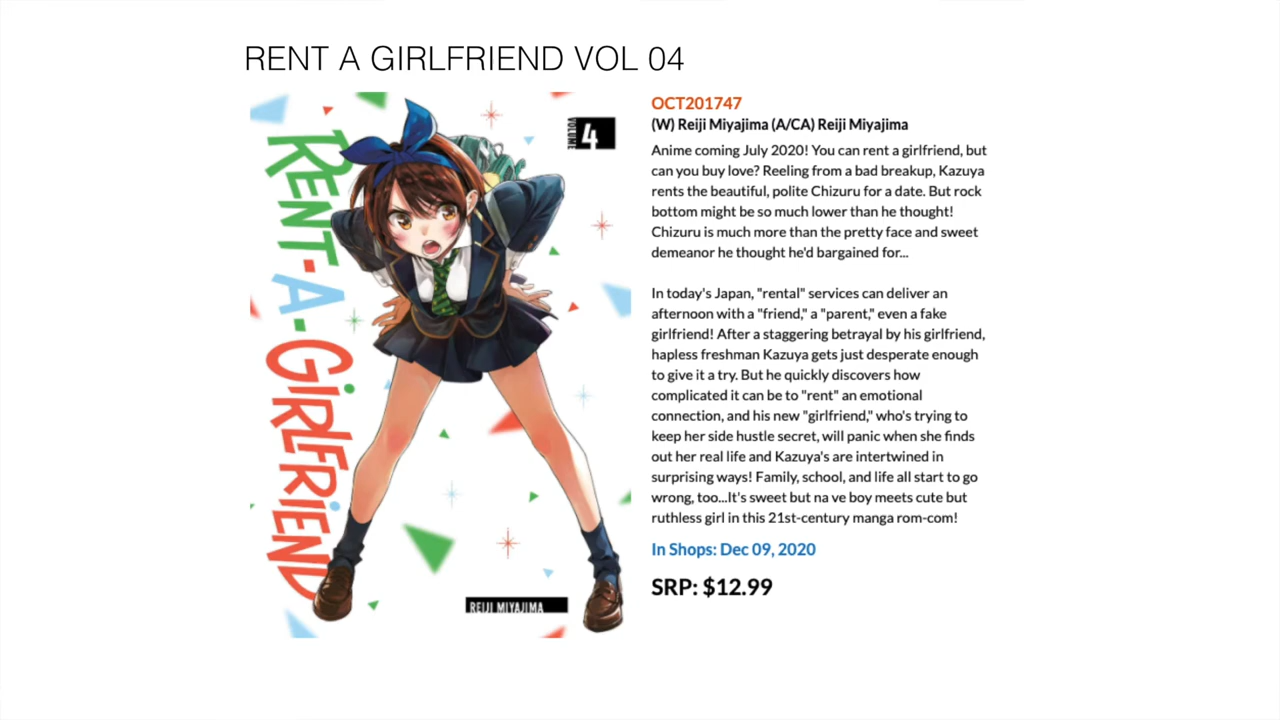 RENT A GIRLFRIEND VOL 04
RENT-A-GIRLFRIEND
VOLUME 4
REIJI MIYAJIMA
OCT201747
(W) Reiji Miyajima (A/CA) Reiji Miyajima
Anime coming July 2020! You can rent a girlfriend, but
can you buy love? Reeling from a bad breakup, Kazuya
rents the beautiful, polite Chizuru for a date. But rock
bottom might be so much lower than he thought!
Chizuru is much more than the pretty face and sweet
demeanor he thought he'd bargained for...
In today's Japan, "rental" services can deliver an
afternoon with a "friend," a "parent," even a fake
girlfriend! After a staggering betrayal by his girlfriend,
hapless freshman Kazuya gets just desperate enough
to give it a try. But he quickly discovers how
complicated it can be to "rent" an emotional
connection, and his new "girlfriend," who's trying to
keep her side hustle secret, will panic when she finds
out her real life and Kazuya's are intertwined in
surprising ways! Family, school, and life all start to go
wrong, too...It's sweet but na ve boy meets cute but
ruthless girl in this 21st-century manga rom-com!
In Shops: Dec 09, 2020
SRP: $12.99